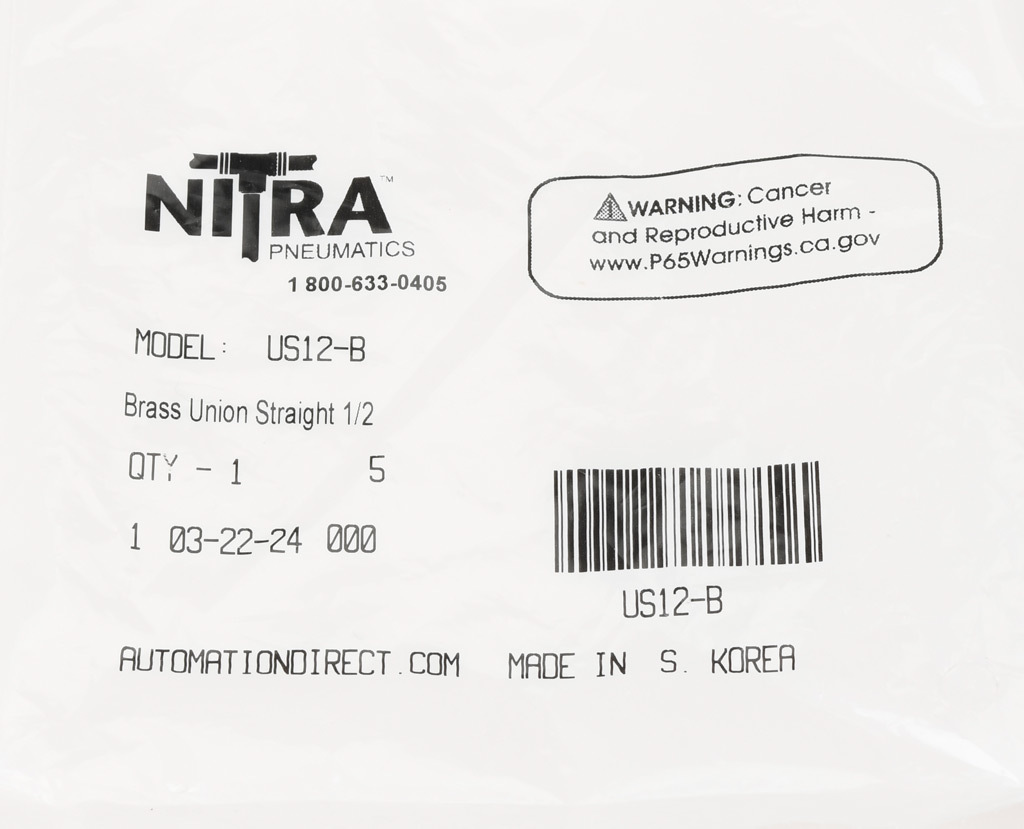 NITRA™
PNEUMATICS
1 800-633-0405
WARNING: Cancer
and Reproductive Harm -
www.P65Warnings.ca.gov
MODEL: US12-B
Brass Union Straight 1/2
QTY - 1 5
1 03-22-24 000
US12-B
AUTOMATIONDIRECT.COM MADE IN S. KOREA